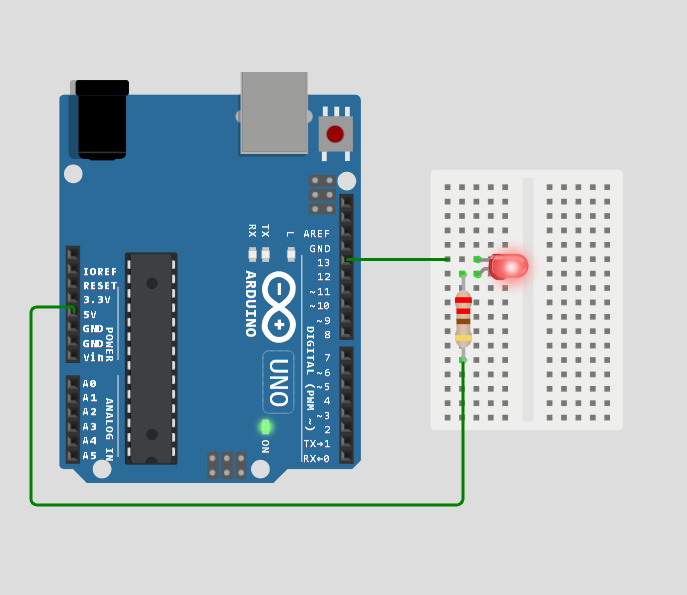 RX
TX
L
AREF
GND
13
12
~11
~10
~9
8
7
~6
~5
4
~3
2
TX→1
RX←0
DIGITAL (PWM ~)
IOREF
RESET
3.3V
5V
GND
GND
Vin
POWER
A0
A1
A2
A3
A4
A5
ANALOG IN
ARDUINO
UNO
ON